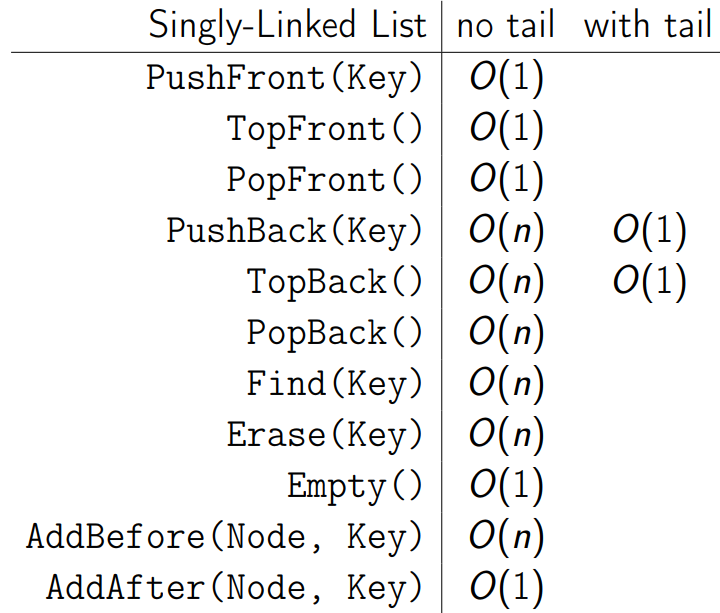 Singly-Linked List no tail with tail
PushFront(Key) O(1)
TopFront() O(1)
PopFront() O(1)
PushBack(Key) O(n) O(1)
TopBack() O(n) O(1)
PopBack() O(n)
Find(Key) O(n)
Erase(Key) O(n)
Empty() O(1)
AddBefore(Node, Key) O(n)
AddAfter(Node, Key) O(1)